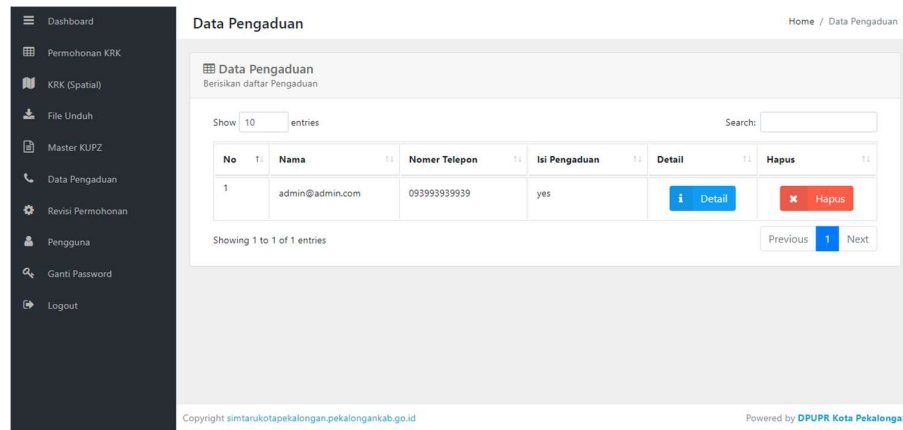 Dashboard
Permohonan KRK
KRK (Spatial)
File Unduh
Master KUPZ
Data Pengaduan
Revisi Permohonan
Pengguna
Ganti Password
Logout
Data Pengaduan
Home / Data Pengaduan
Data Pengaduan
Berisikan daftar Pengaduan
Show 10 entries
Search:
No Nama Nomer Telepon Isi Pengaduan Detail Hapus
1 admin@admin.com 093993939939 yes Detail Hapus
Showing 1 to 1 of 1 entries
Previous 1 Next
Copyright simtarukotapekalongan.pekalongankab.go.id
Powered by DPUPR Kota Pekalonga